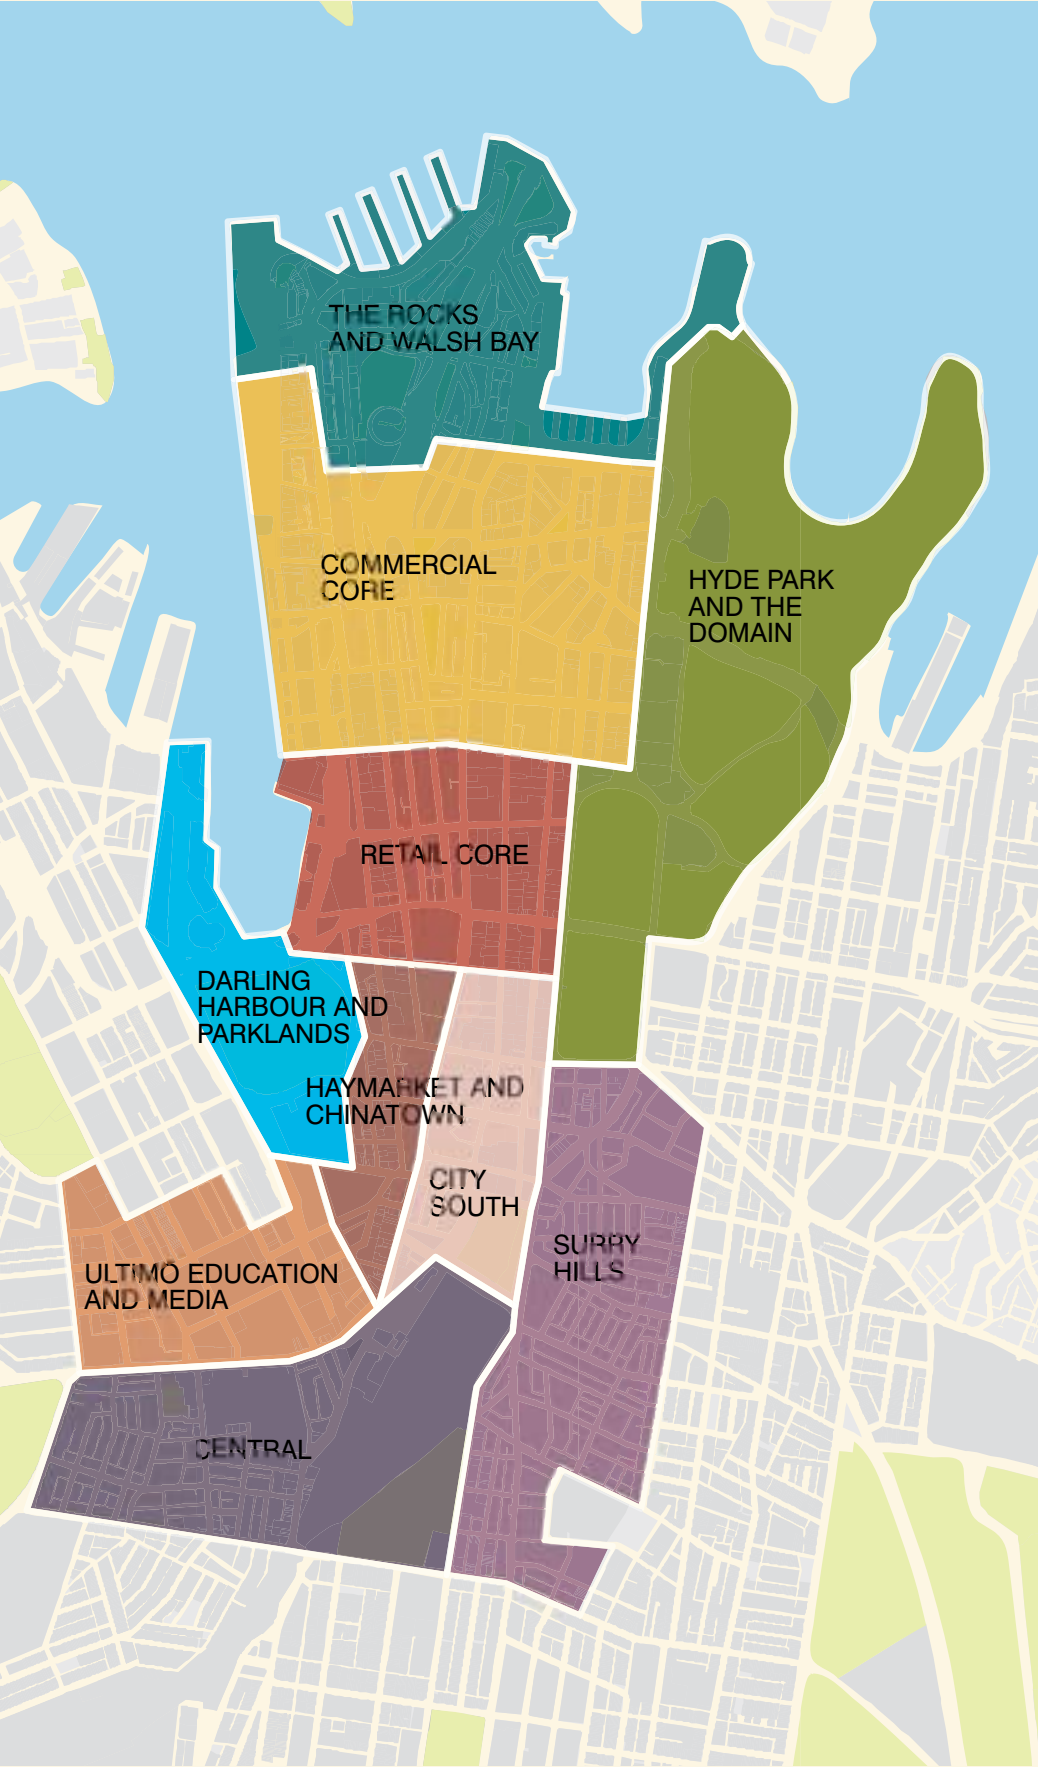 THE ROCKS
AND WALSH BAY
COMMERCIAL
CORE
HYDE PARK
AND THE
DOMAIN
RETAIL CORE
DARLING
HARBOUR AND
PARKLANDS
HAYMARKET AND
CHINATOWN
CITY
SOUTH
SURRY
HILLS
ULTIMO EDUCATION
AND MEDIA
CENTRAL